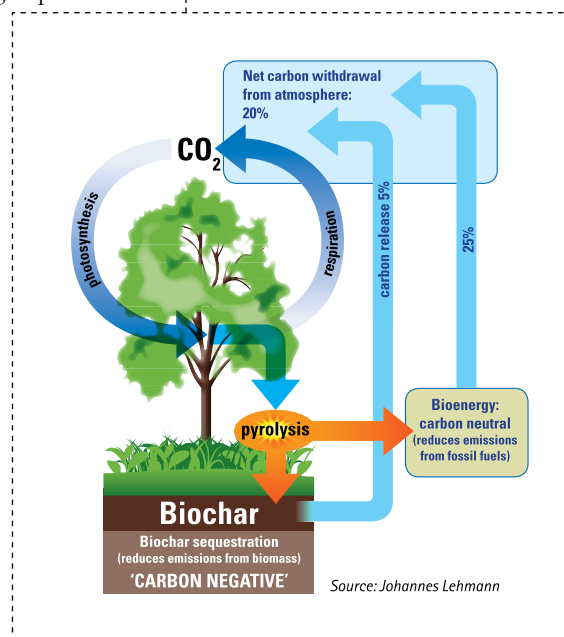 Net carbon withdrawal
from atmosphere:
20%
CO2
photosynthesis
respiration
carbon release 5%
25%
Bioenergy:
carbon neutral
(reduces emissions
from fossil fuels)
pyrolysis
Biochar
Biochar sequestration
(reduces emissions from biomass)
‘CARBON NEGATIVE’
Source: Johannes Lehmann